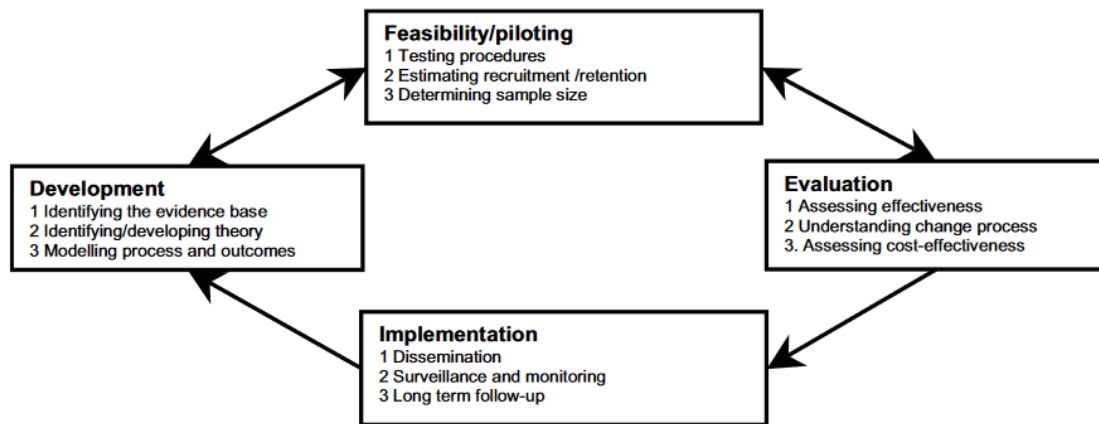 Feasibility/piloting
1 Testing procedures
2 Estimating recruitment /retention
3 Determining sample size
Development
1 Identifying the evidence base
2 Identifying/developing theory
3 Modelling process and outcomes
Evaluation
1 Assessing effectiveness
2 Understanding change process
3. Assessing cost-effectiveness
Implementation
1 Dissemination
2 Surveillance and monitoring
3 Long term follow-up